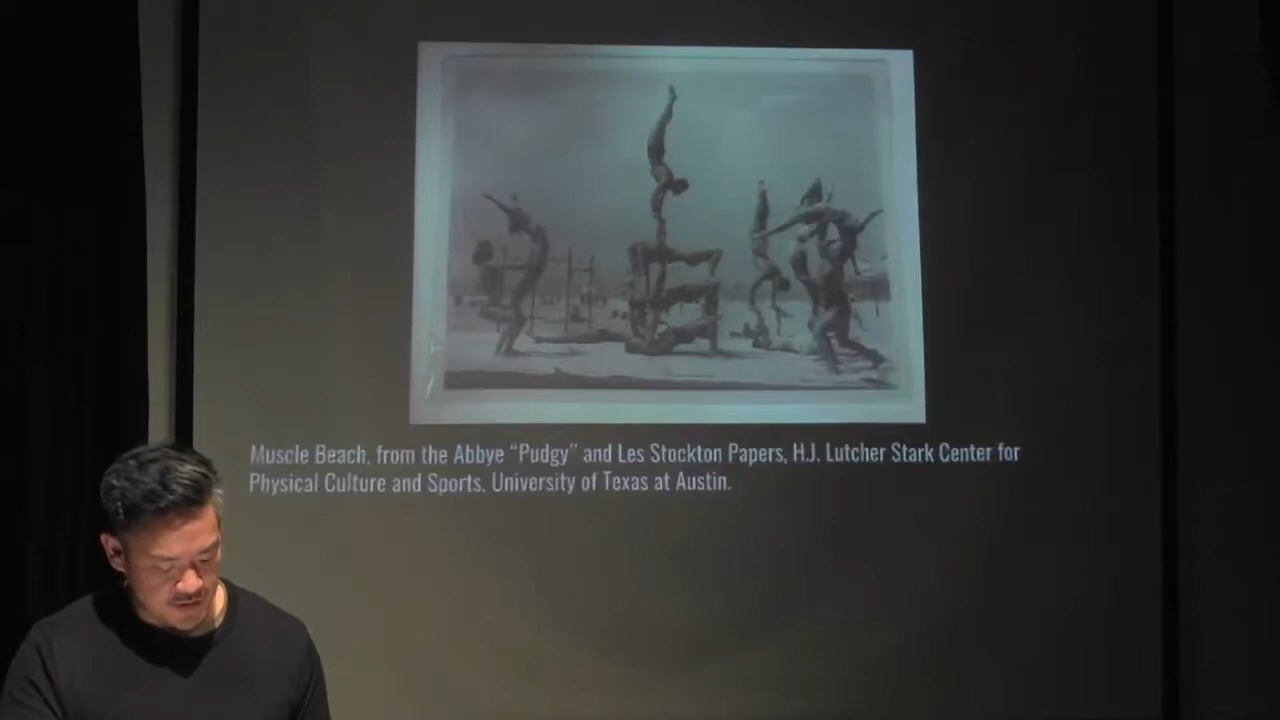 Muscle Beach, from the Abbye “Pudgy” and Les Stockton Papers, H.J. Lutcher Stark Center for
Physical Culture and Sports. University of Texas at Austin.